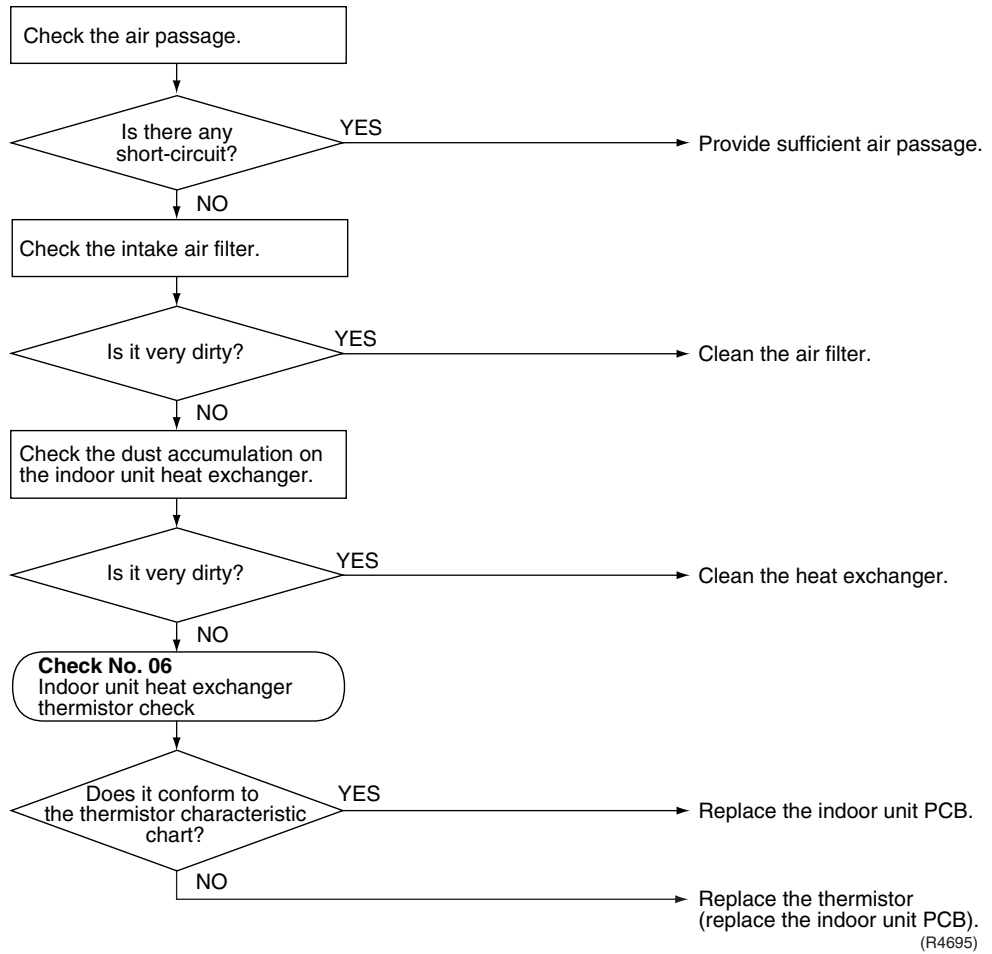 Check the air passage.
Is there any
short-circuit?
YES
Provide sufficient air passage.
NO
Check the intake air filter.
Is it very dirty?
YES
Clean the air filter.
NO
Check the dust accumulation on
the indoor unit heat exchanger.
Is it very dirty?
YES
Clean the heat exchanger.
NO
Check No. 06
Indoor unit heat exchanger
thermistor check
Does it conform to
the thermistor characteristic
chart?
YES
Replace the indoor unit PCB.
NO
Replace the thermistor
(replace the indoor unit PCB).
(R4695)